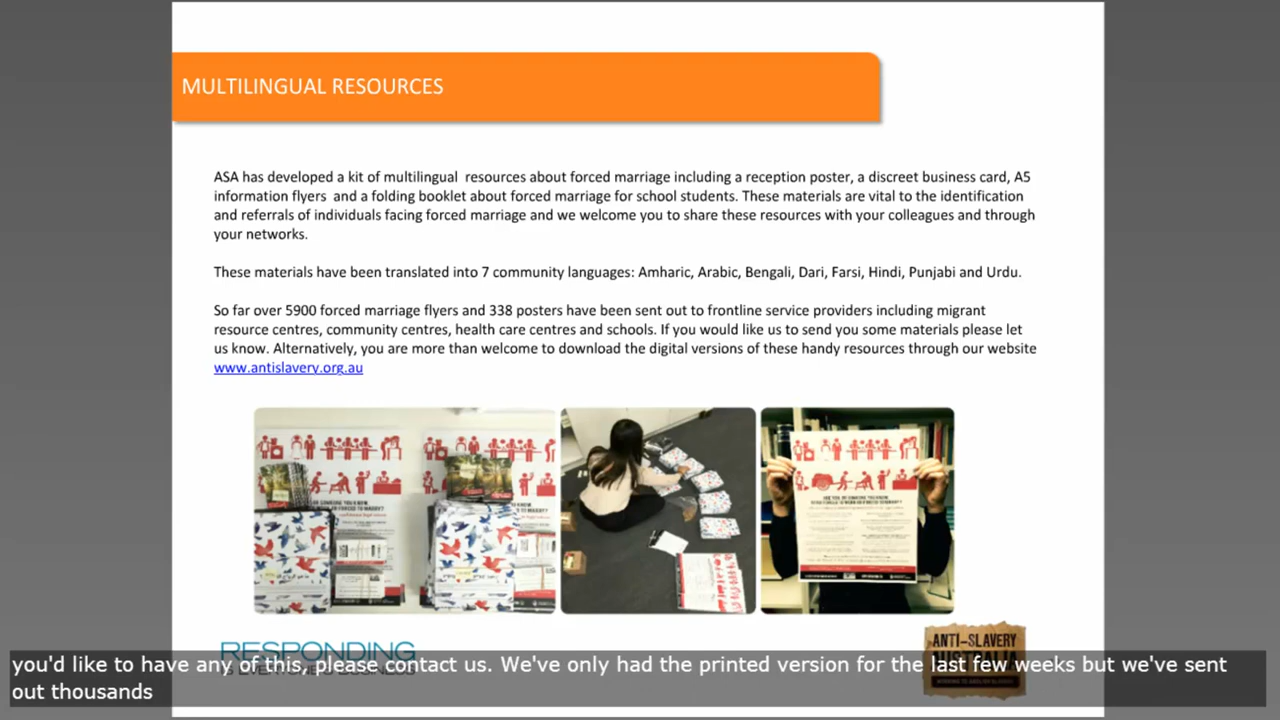 MULTILINGUAL RESOURCES
ASA has developed a kit of multilingual resources about forced marriage including a reception poster, a discreet business card, A5
information flyers and a folding booklet about forced marriage for school students. These materials are vital to the identification
and referrals of individuals facing forced marriage and we welcome you to share these resources with your colleagues and through
your networks.
These materials have been translated into 7 community languages: Amharic, Arabic, Bengali, Dari, Farsi, Hindi, Punjabi and Urdu.
So far over 5900 forced marriage flyers and 338 posters have been sent out to frontline service providers including migrant
resource centres, community centres, health care centres and schools. If you would like us to send you some materials please let
us know. Alternatively, you are more than welcome to download the digital versions of these handy resources through our website
www.antislavery.org.au
RESPONDING
ANTI-SLAVERY
AUSTRALIA
you'd like to have any of this, please contact us. We've only had the printed version for the last few weeks but we've sent
out thousands